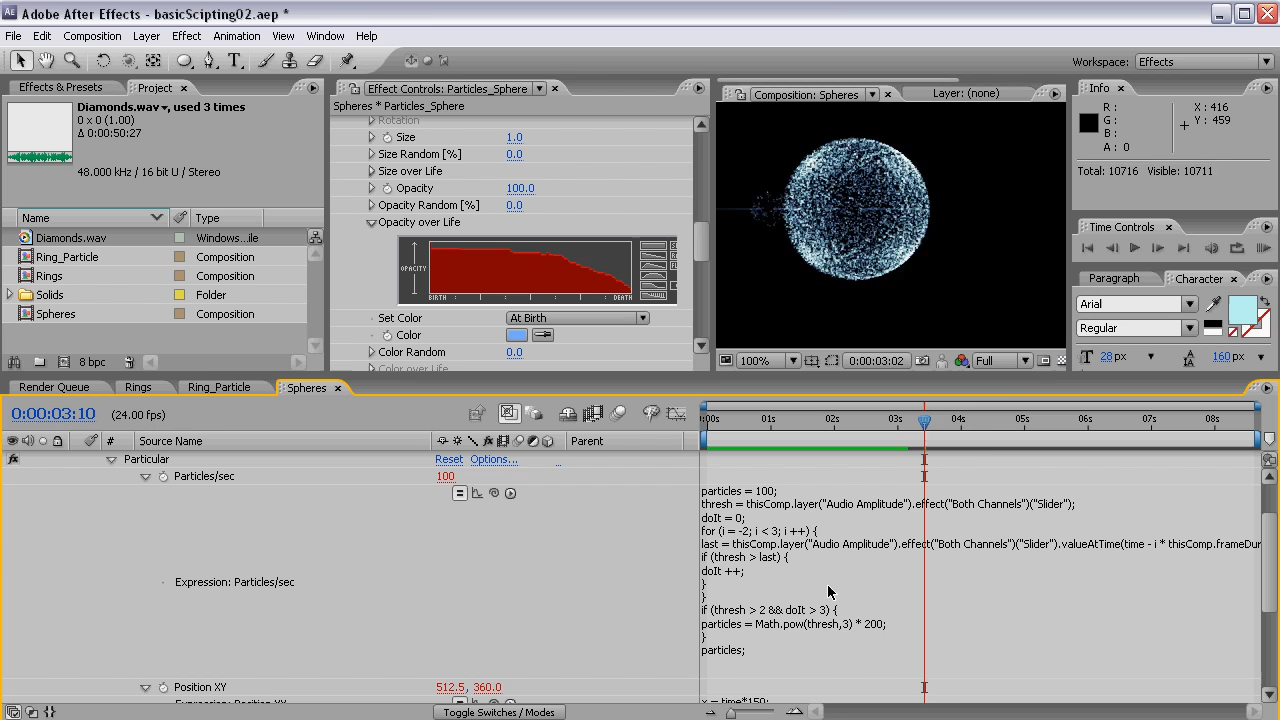 Adobe After Effects - basicScipting02.aep *
File Edit Composition Layer Effect Animation View Window Help
Workspace: Effects
Effects & Presets
Project
Diamonds.wav, used 3 times
0 x 0 (1.00)
Δ 0:00:50:27
48.000 kHz / 16 bit U / Stereo
Name Type
Diamonds.wav Windows...ile
Ring_Particle Composition
Rings Composition
Solids Folder
Spheres Composition
8 bpc
Effect Controls: Particles_Sphere
Spheres * Particles_Sphere
Rotation
Size 1.0
Size Random [%] 0.0
Size over Life
Opacity 100.0
Opacity Random [%] 0.0
Opacity over Life
OPACITY
BIRTH DEATH
Set Color At Birth
Color
Color Random 0.0
Color over Life
Composition: Spheres
Layer: (none)
100% 0:00:03:02 Full
Info
R : X : 416
G : Y : 459
B :
A : 0
Total: 10716 Visible: 10711
Time Controls
Paragraph Character
Arial
Regular
28 px 160 px
Render Queue Rings Ring_Particle Spheres
0:00:03:10 (24.00 fps)
:00s 01s 02s 03s 04s 05s 06s 07s 08s
# Source Name Parent
Particular Reset Options...
Particles/sec 100
Expression: Particles/sec
particles = 100;
thresh = thisComp.layer("Audio Amplitude").effect("Both Channels")("Slider");
doIt = 0;
for (i = -2; i < 3; i ++) {
last = thisComp.layer("Audio Amplitude").effect("Both Channels")("Slider").valueAtTime(time - i * thisComp.frameDur
if (thresh > last) {
doIt ++;
}
}
if (thresh > 2 && doIt > 3) {
particles = Math.pow(thresh,3) * 200;
}
particles;
Position XY 512.5, 360.0
Expression: Position XY
x = time*150;
Toggle Switches / Modes